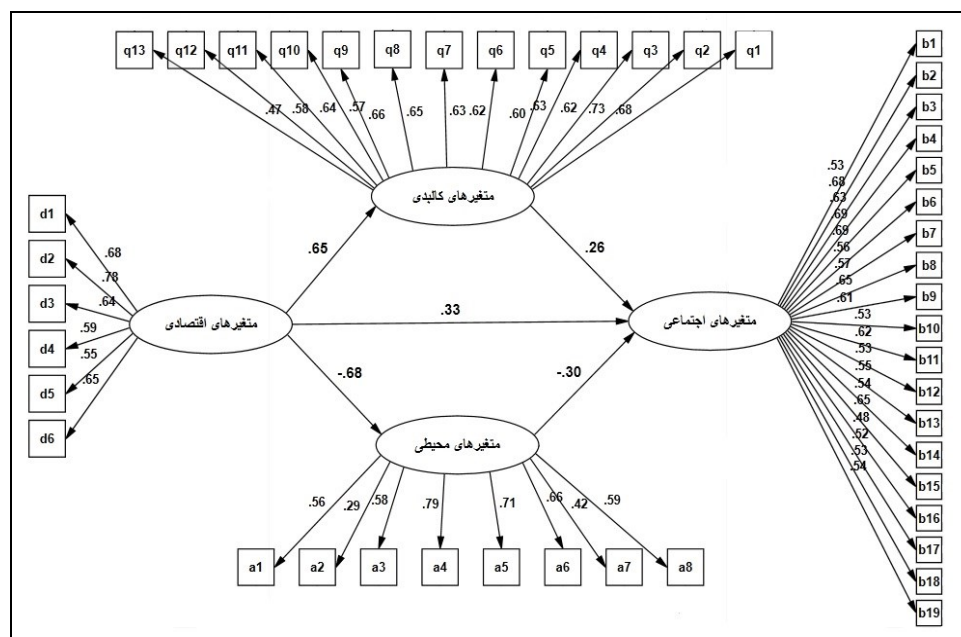 q13 q12 q11 q10 q9 q8 q7 q6 q5 q4 q3 q2 q1
.47 .58 .64 .57 .66 .65 .63 .62 .60 .63 .62 .73 .68
متغیرهای کالبدی
d1
d2
d3
d4
d5
d6
.68
.78
.64
.59
.55
.65
متغیرهای اقتصادی
.65
.26
.33
-.68
-.30
متغیرهای اجتماعی
متغیرهای محیطی
.56 .29 .58 .79 .71 .66 .42 .59
a1 a2 a3 a4 a5 a6 a7 a8
.53
.68
.63
.69
.69
.56
.57
.65
.61
.53
.62
.53
.55
.54
.65
.48
.52
.53
.54
b1
b2
b3
b4
b5
b6
b7
b8
b9
b10
b11
b12
b13
b14
b15
b16
b17
b18
b19